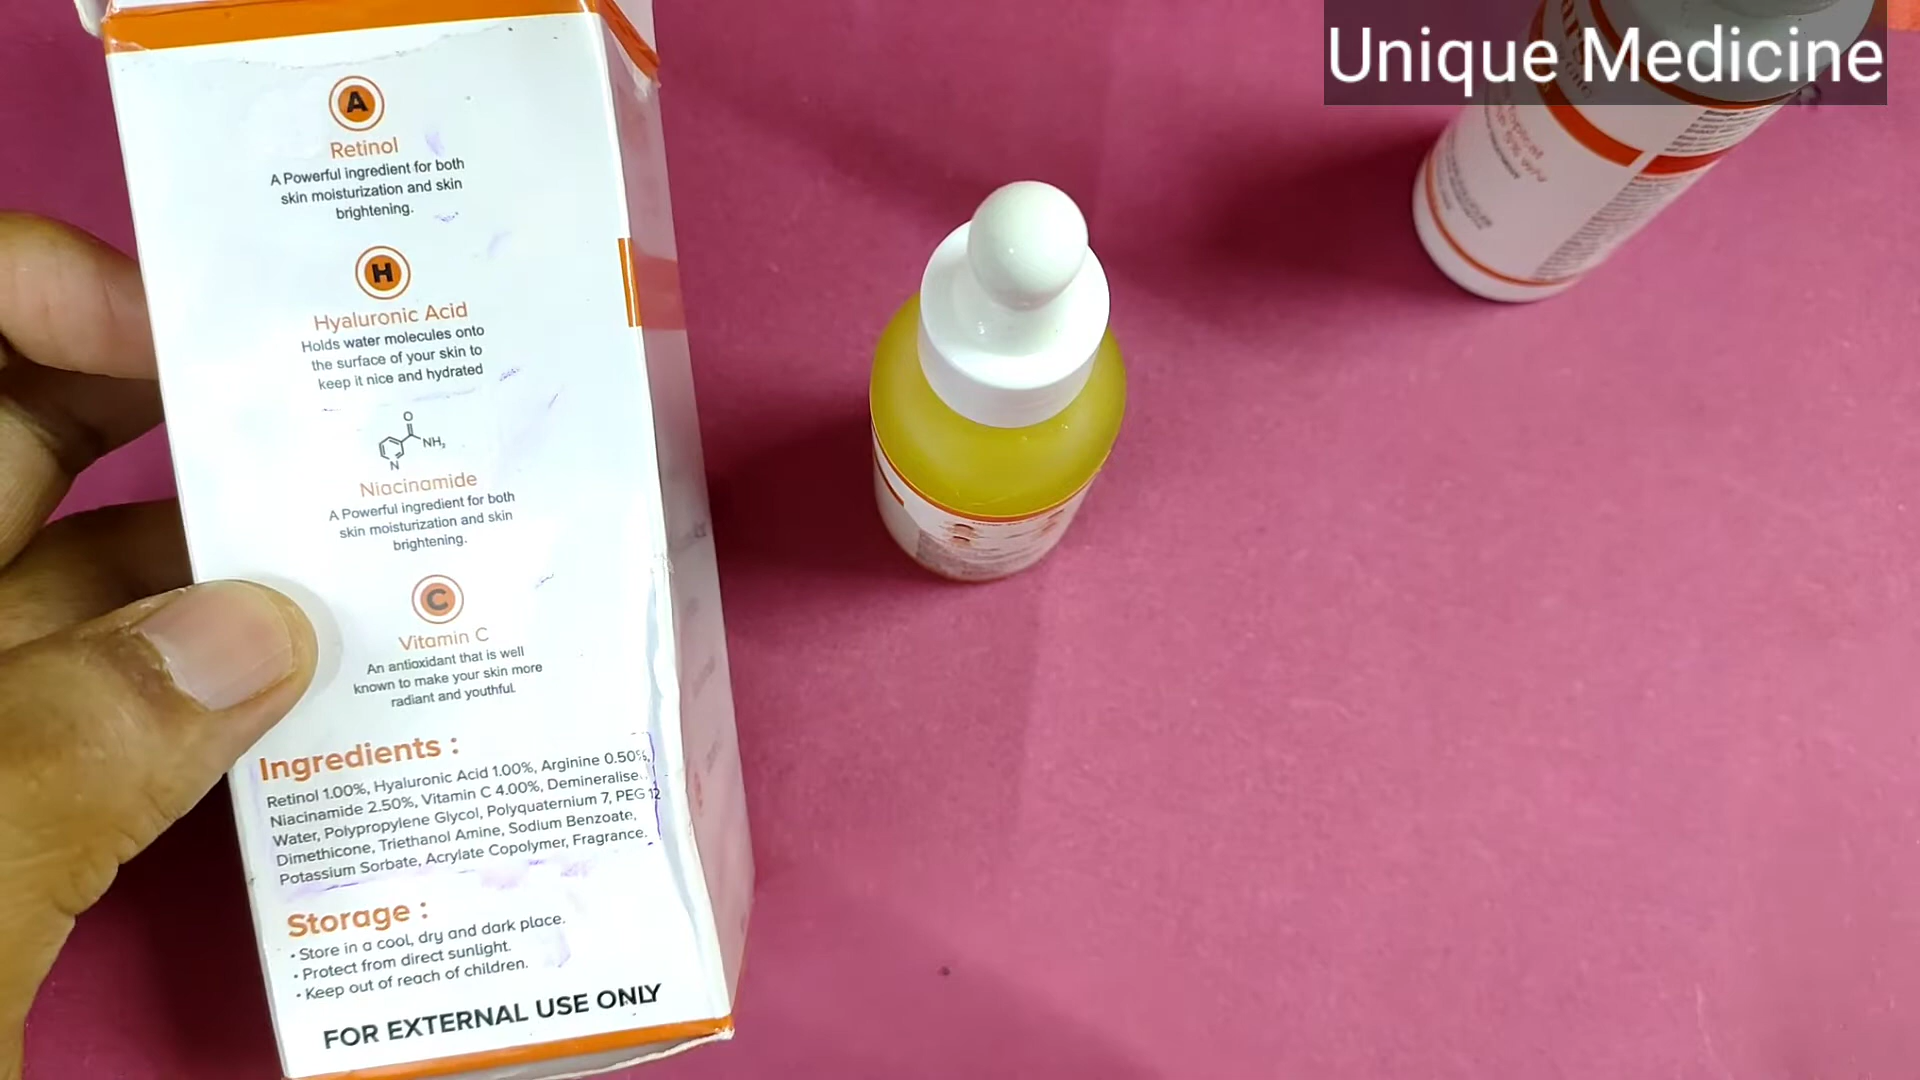 Unique Medicine
A
Retinol
A Powerful ingredient for both
skin moisturization and skin
brightening.
H
Hyaluronic Acid
Holds water molecules onto
the surface of your skin to
keep it nice and hydrated
O
NH₂
N
Niacinamide
A Powerful ingredient for both
skin moisturization and skin
brightening.
C
Vitamin C
An antioxidant that is well
known to make your skin more
radiant and youthful.
Ingredients :
Retinol 1.00%, Hyaluronic Acid 1.00%, Arginine 0.50%,
Niacinamide 2.50%, Vitamin C 4.00%, Demineralise
Water, Polypropylene Glycol, Polyquaternium 7, PEG 12
Dimethicone, Triethanol Amine, Sodium Benzoate,
Potassium Sorbate, Acrylate Copolymer, Fragrance.
Storage :
• Store in a cool, dry and dark place.
• Protect from direct sunlight.
• Keep out of reach of children.
FOR EXTERNAL USE ONLY